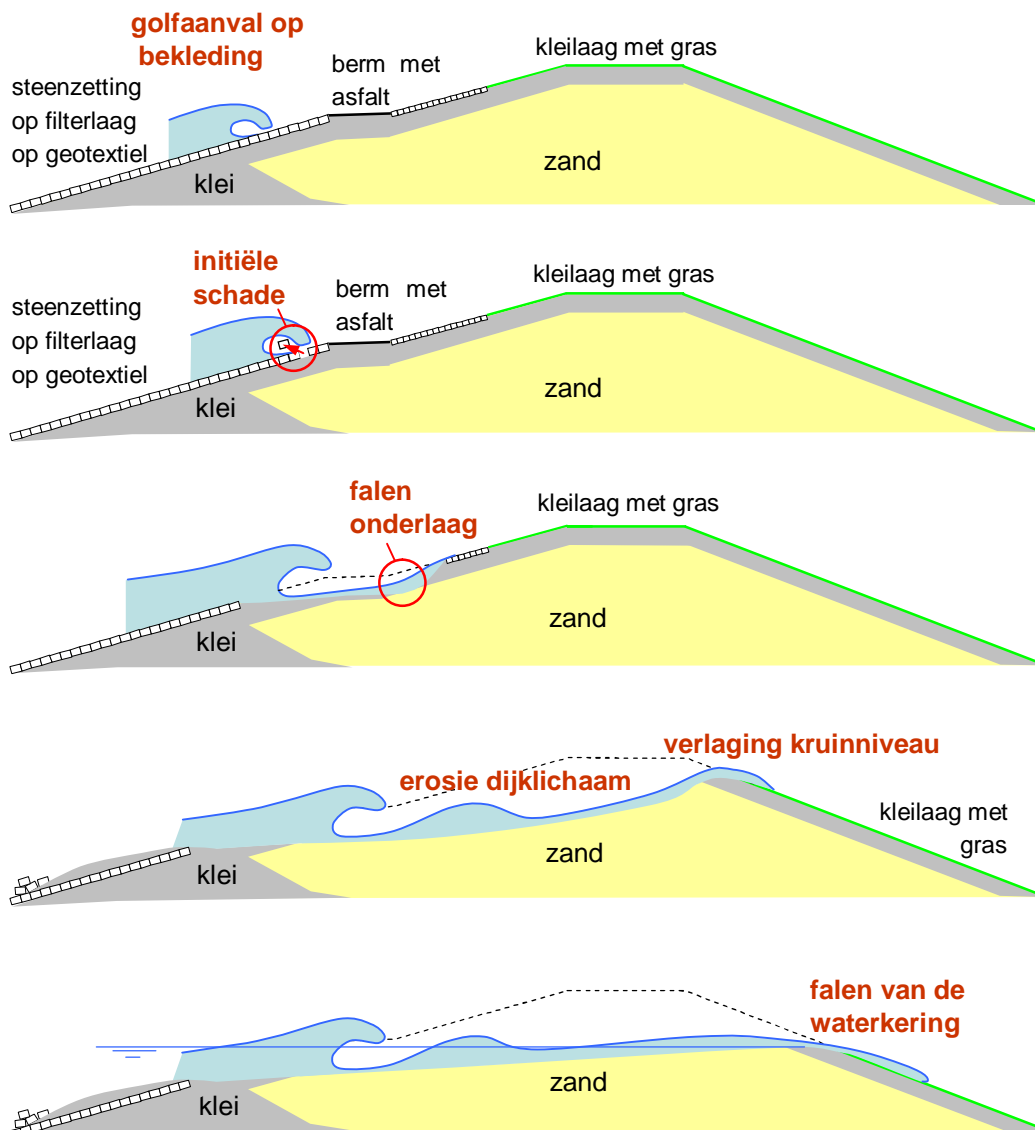 golfaanval op
bekleding
steenzetting
op filterlaag
op geotextiel
berm met
asfalt
kleilaag met gras
klei
zand
initiële
schade
steenzetting
op filterlaag
op geotextiel
berm met
asfalt
kleilaag met gras
klei
zand
falen
onderlaag
kleilaag met gras
klei
zand
verlaging kruinniveau
erosie dijklichaam
kleilaag met
gras
klei
zand
falen van de
waterkering
klei
zand